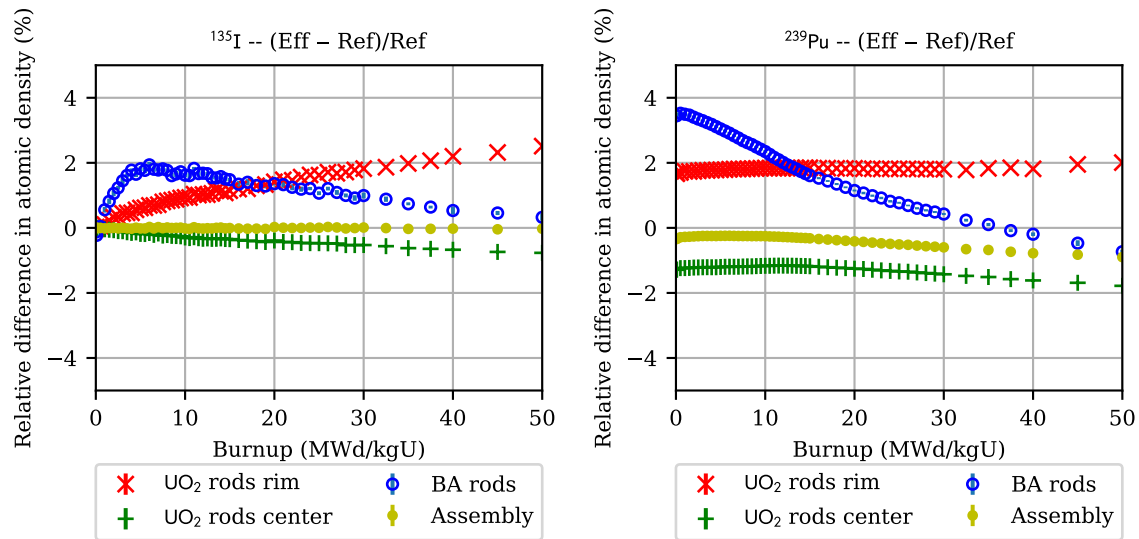 ¹³⁵I -- (Eff − Ref)/Ref
Relative difference in atomic density (%)
4
2
0
−2
−4
0 10 20 30 40 50
Burnup (MWd/kgU)
UO₂ rods rim BA rods
UO₂ rods center Assembly
²³⁹Pu -- (Eff − Ref)/Ref
Relative difference in atomic density (%)
4
2
0
−2
−4
0 10 20 30 40 50
Burnup (MWd/kgU)
UO₂ rods rim BA rods
UO₂ rods center Assembly